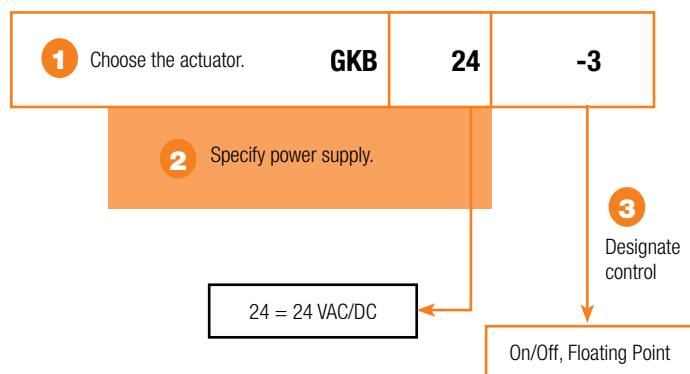 1 Choose the actuator. GKB 24 -3
2 Specify power supply.
3
Designate
control
24 = 24 VAC/DC
On/Off, Floating Point